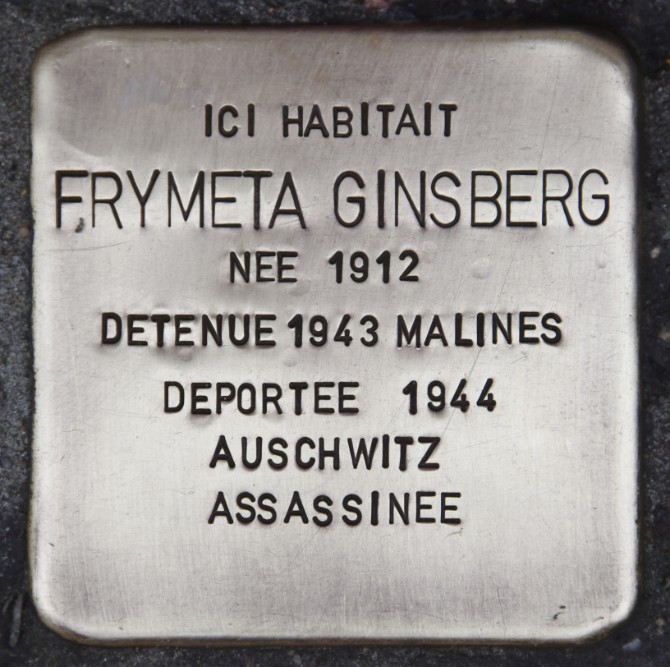 ICI HABITAIT
FRYMETA GINSBERG
NEE 1912
DETENUE 1943 MALINES
DEPORTEE 1944
AUSCHWITZ
ASSASSINEE